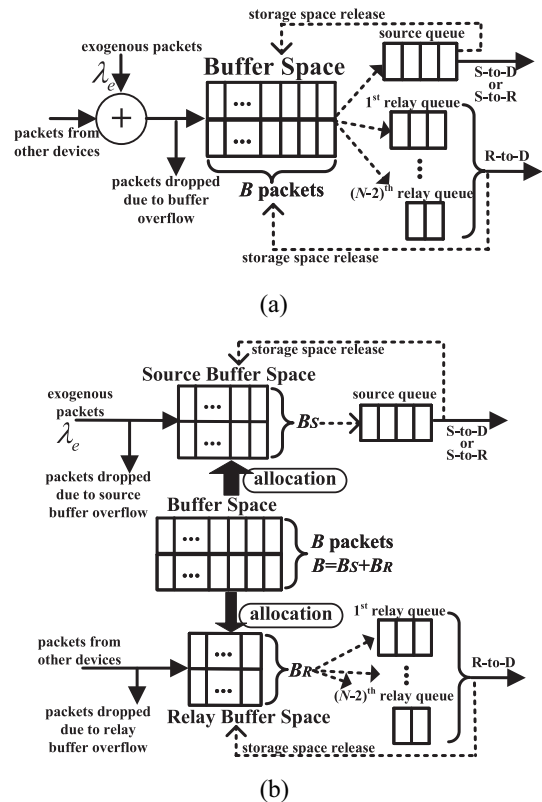 storage space release
exogenous packets
λe
Buffer Space
source queue
...
...
+
S-to-D
or
S-to-R
1st relay queue
packets from
other devices
packets dropped
due to buffer
overflow
B packets
(N-2)th relay queue
R-to-D
storage space release
(a)
storage space release
Source Buffer Space
exogenous
packets
λe
...
...
BS
source queue
S-to-D
or
S-to-R
packets dropped
due to source
buffer overflow
allocation
Buffer Space
...
...
B packets
B=BS+BR
allocation
1st relay queue
packets from
other devices
...
...
BR
(N-2)th relay queue
R-to-D
packets dropped
due to relay
buffer overflow
Relay Buffer Space
storage space release
(b)